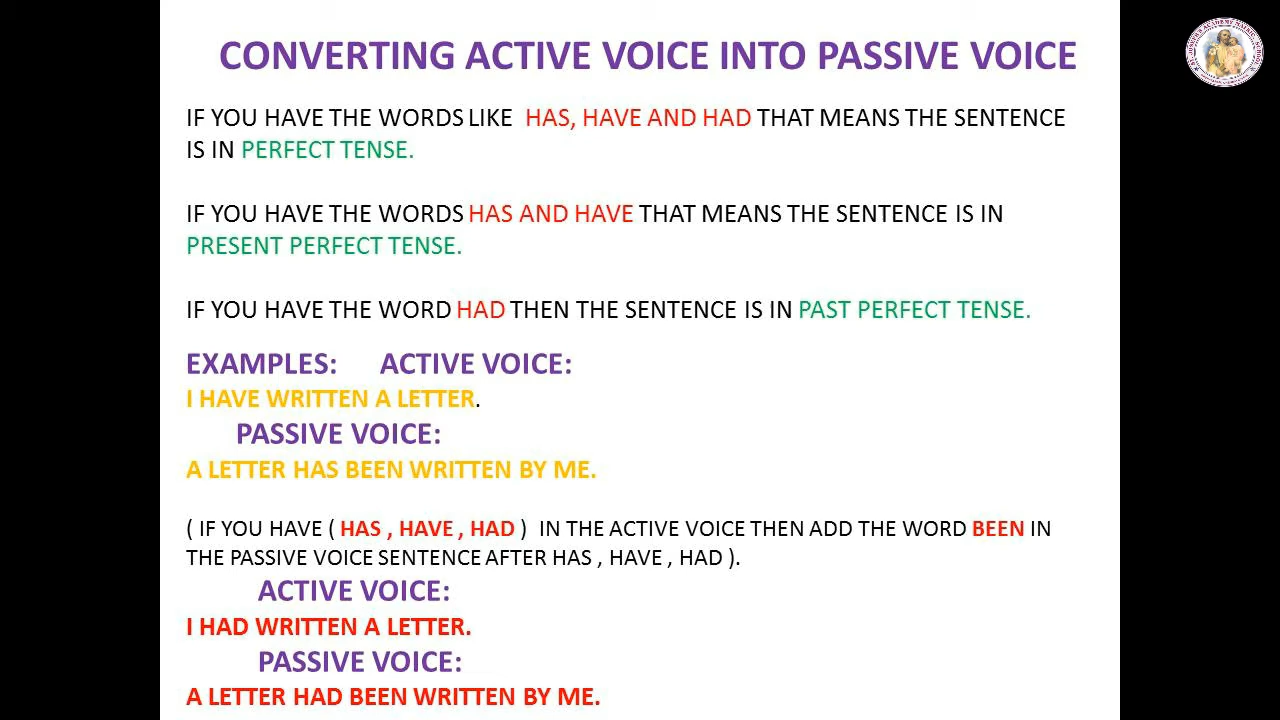 CONVERTING ACTIVE VOICE INTO PASSIVE VOICE
IF YOU HAVE THE WORDS LIKE HAS, HAVE AND HAD THAT MEANS THE SENTENCE
IS IN PERFECT TENSE.
IF YOU HAVE THE WORDS HAS AND HAVE THAT MEANS THE SENTENCE IS IN
PRESENT PERFECT TENSE.
IF YOU HAVE THE WORD HAD THEN THE SENTENCE IS IN PAST PERFECT TENSE.
EXAMPLES: ACTIVE VOICE:
I HAVE WRITTEN A LETTER.
PASSIVE VOICE:
A LETTER HAS BEEN WRITTEN BY ME.
( IF YOU HAVE ( HAS , HAVE , HAD ) IN THE ACTIVE VOICE THEN ADD THE WORD BEEN IN
THE PASSIVE VOICE SENTENCE AFTER HAS , HAVE , HAD ).
ACTIVE VOICE:
I HAD WRITTEN A LETTER.
PASSIVE VOICE:
A LETTER HAD BEEN WRITTEN BY ME.